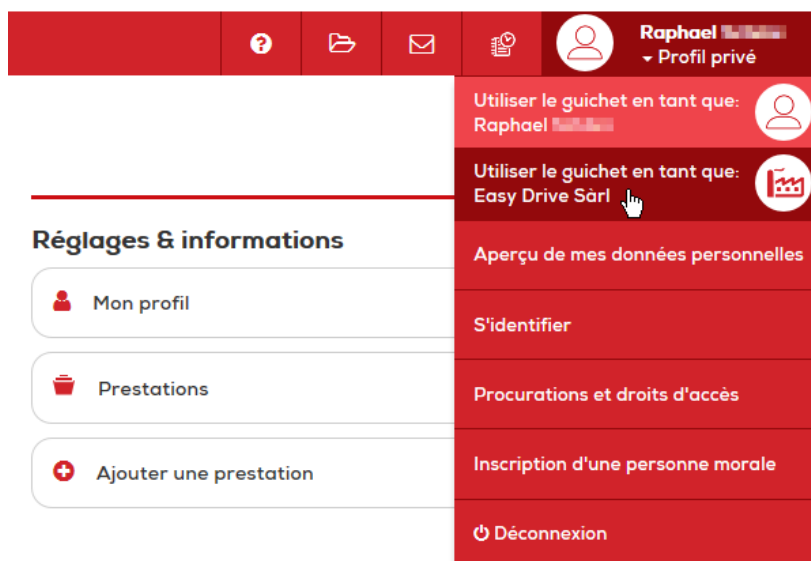 Raphael
Profil privé
Utiliser le guichet en tant que:
Raphael
Utiliser le guichet en tant que:
Easy Drive Sàrl
Réglages & informations
Aperçu de mes données personnelles
Mon profil
S'identifier
Prestations
Procurations et droits d'accès
Ajouter une prestation
Inscription d'une personne morale
Déconnexion